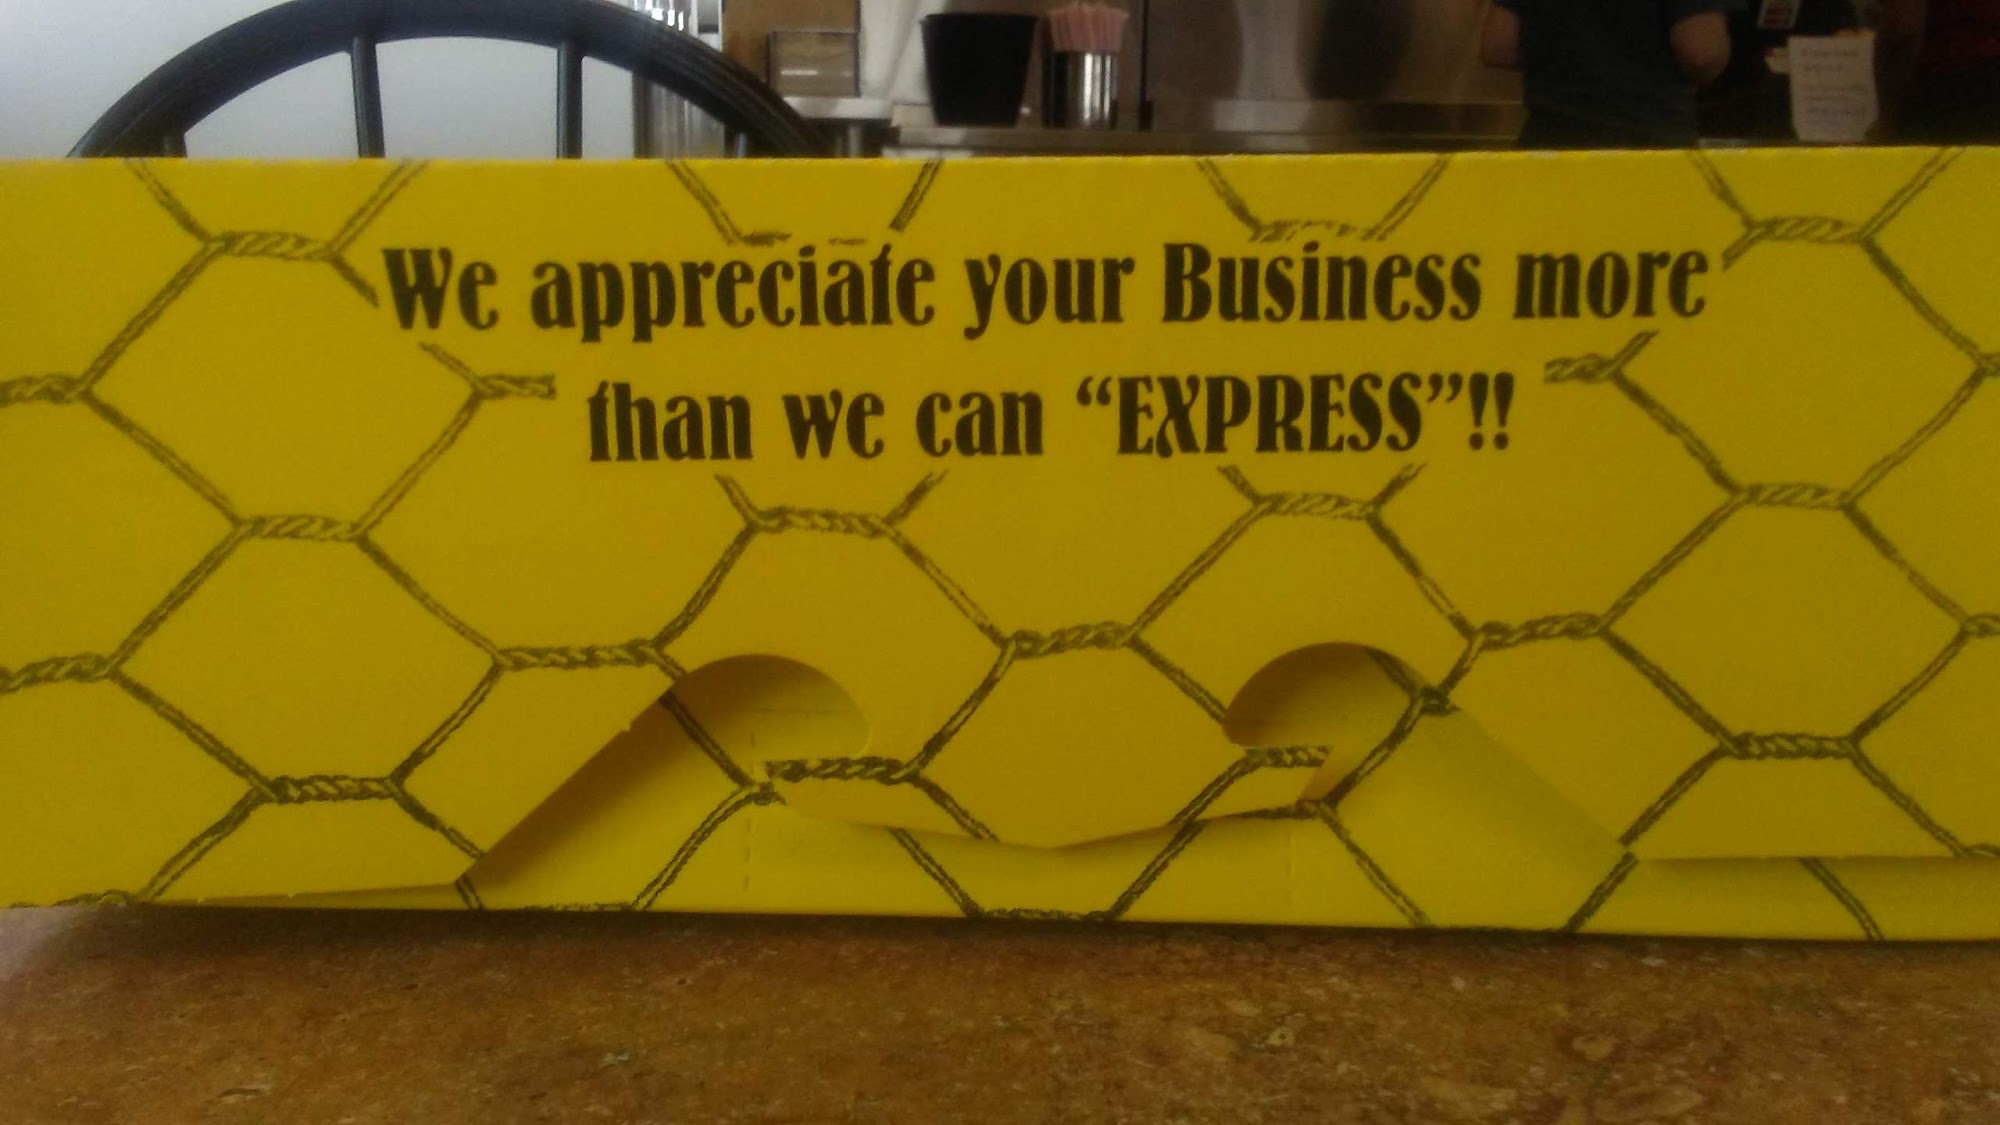 We appreciate your Business more
than we can “EXPRESS”!!